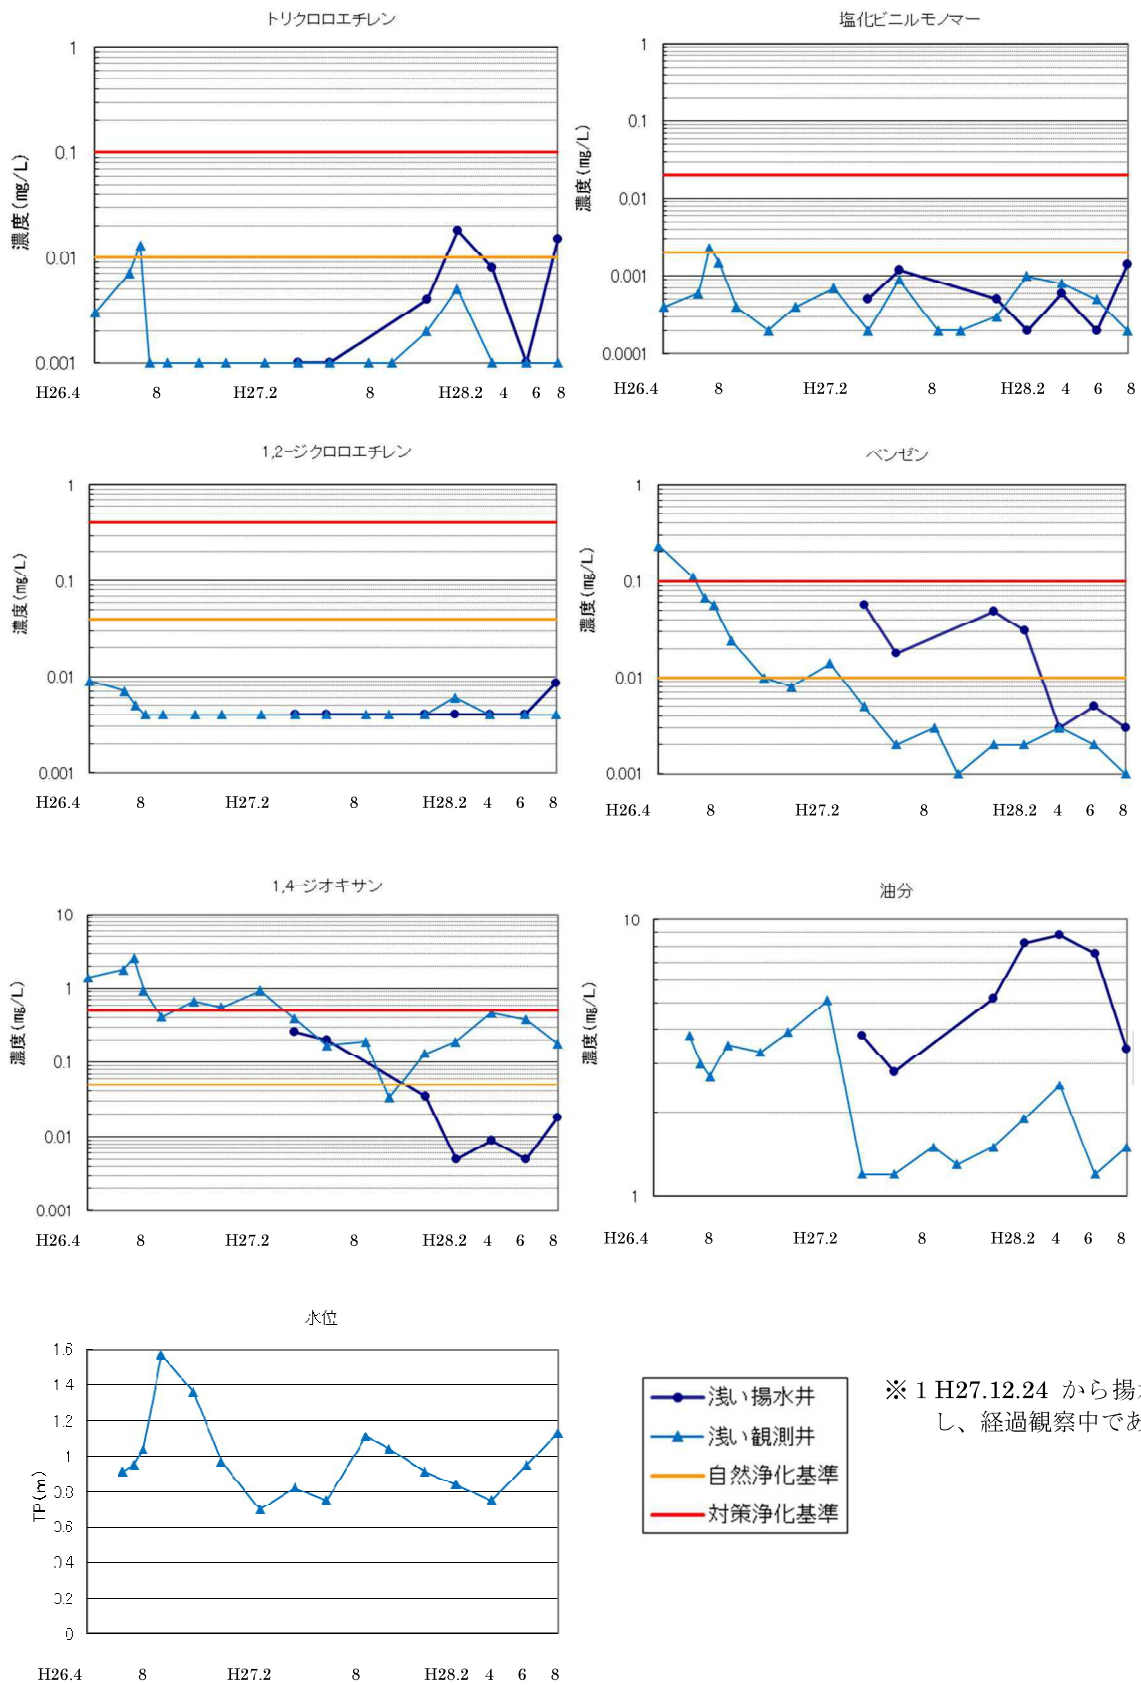 トリクロロエチレン
濃度(mg/L)
1
0.1
0.01
0.001
H26.4 8 H27.2 8 H28.2 4 6 8
塩化ビニルモノマー
濃度(mg/L)
1
0.1
0.01
0.001
0.0001
H26.4 8 H27.2 8 H28.2 4 6 8
1,2-ジクロロエチレン
濃度(mg/L)
1
0.1
0.01
0.001
H26.4 8 H27.2 8 H28.2 4 6 8
ベンゼン
濃度(mg/L)
1
0.1
0.01
0.001
H26.4 8 H27.2 8 H28.2 4 6 8
1,4-ジオキサン
濃度(mg/L)
10
1
0.1
0.01
0.001
H26.4 8 H27.2 8 H28.2 4 6 8
油分
濃度(mg/L)
10
1
H26.4 8 H27.2 8 H28.2 4 6 8
水位
TP(m)
1.6
1.4
1.2
1
0.8
0.6
0.4
0.2
0
H26.4 8 H27.2 8 H28.2 4 6 8
浅い揚水井
浅い観測井
自然浄化基準
対策浄化基準
※1 H27.12.24 から揚
し、経過観察中であ